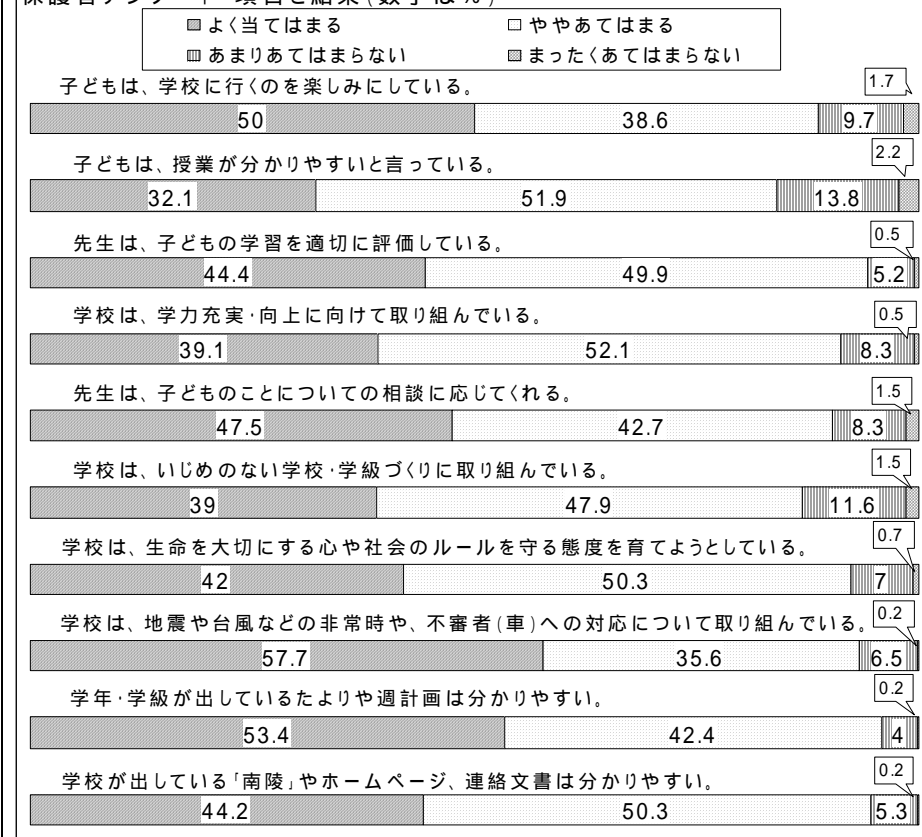 保護者アンケート 項目と結果(数字は%)
よく当てはまる ややあてはまる
あまりあてはまらない まったくあてはまらない
子どもは、学校に行くのを楽しみにしている。 1.7
50 38.6 9.7
子どもは、授業が分かりやすいと言っている。 2.2
32.1 51.9 13.8
先生は、子どもの学習を適切に評価している。 0.5
44.4 49.9 5.2
学校は、学力充実・向上に向けて取り組んでいる。 0.5
39.1 52.1 8.3
先生は、子どものことについての相談に応じてくれる。 1.5
47.5 42.7 8.3
学校は、いじめのない学校・学級づくりに取り組んでいる。 1.5
39 47.9 11.6
学校は、生命を大切にする心や社会のルールを守る態度を育てようとしている。 0.7
42 50.3 7
学校は、地震や台風などの非常時や、不審者(車)への対応について取り組んでいる。 0.2
57.7 35.6 6.5
学年・学級が出しているたよりや週計画は分かりやすい。 0.2
53.4 42.4 4
学校が出している「南陵」やホームページ、連絡文書は分かりやすい。 0.2
44.2 50.3 5.3